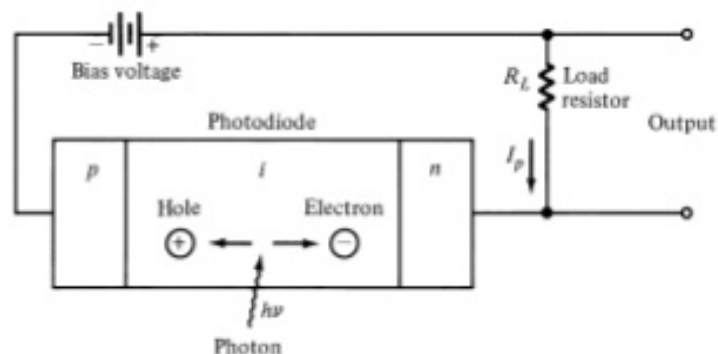 − +
Bias voltage
R_L Load
resistor
Output
Photodiode
I_p
p i n
Hole Electron
+ −
hν
Photon